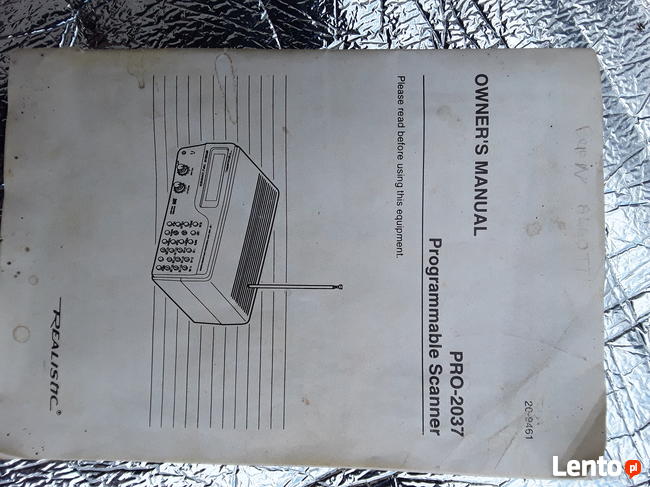 20-9461
PRO-2037
Programmable Scanner
OWNER'S MANUAL
Please read before using this equipment.
REALISTIC®
Lento.pl